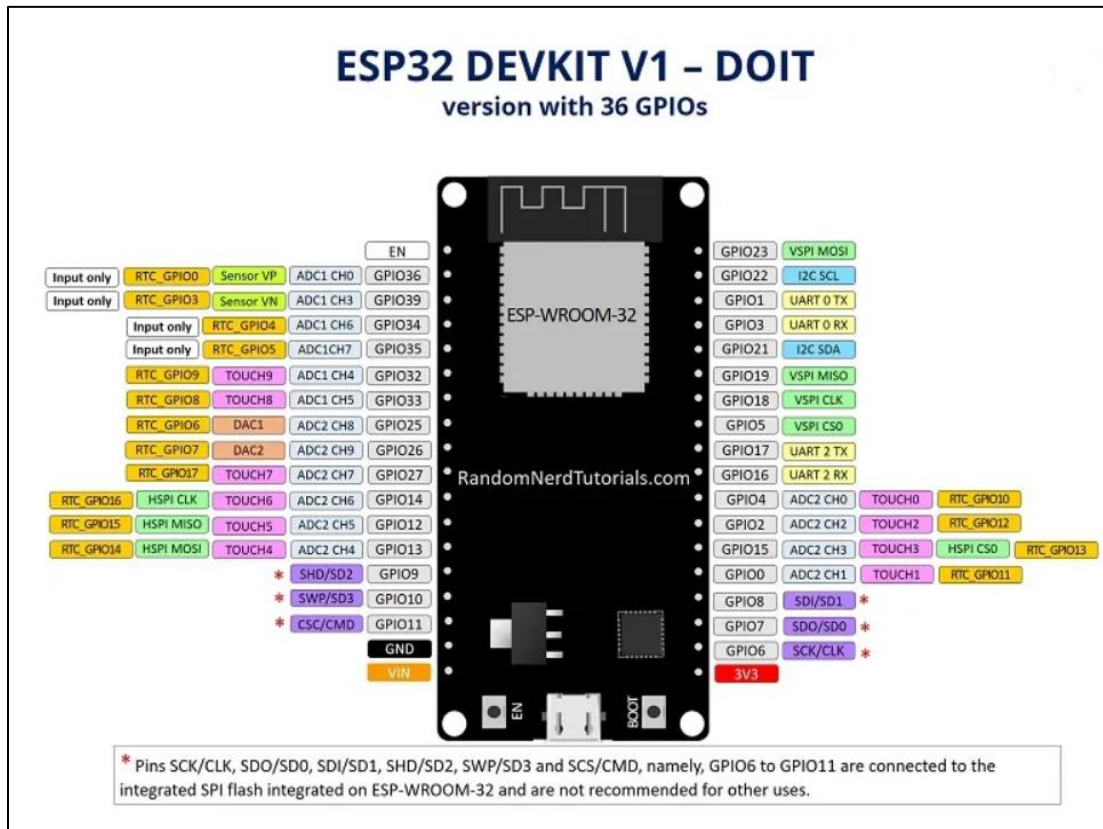 ESP32 DEVKIT V1 – DOIT
version with 36 GPIOs
EN
Input only RTC_GPIO0 Sensor VP ADC1 CH0 GPIO36
Input only RTC_GPIO3 Sensor VN ADC1 CH3 GPIO39
Input only RTC_GPIO4 ADC1 CH6 GPIO34
Input only RTC_GPIO5 ADC1CH7 GPIO35
RTC_GPIO9 TOUCH9 ADC1 CH4 GPIO32
RTC_GPIO8 TOUCH8 ADC1 CH5 GPIO33
RTC_GPIO6 DAC1 ADC2 CH8 GPIO25
RTC_GPIO7 DAC2 ADC2 CH9 GPIO26
RTC_GPIO17 TOUCH7 ADC2 CH7 GPIO27
RTC_GPIO16 HSPI CLK TOUCH6 ADC2 CH6 GPIO14
RTC_GPIO15 HSPI MISO TOUCH5 ADC2 CH5 GPIO12
RTC_GPIO14 HSPI MOSI TOUCH4 ADC2 CH4 GPIO13
* SHD/SD2 GPIO9
* SWP/SD3 GPIO10
* CSC/CMD GPIO11
GND
VIN
ESP-WROOM-32
RandomNerdTutorials.com
EN
BOOT
GPIO23 VSPI MOSI
GPIO22 I2C SCL
GPIO1 UART 0 TX
GPIO3 UART 0 RX
GPIO21 I2C SDA
GPIO19 VSPI MISO
GPIO18 VSPI CLK
GPIO5 VSPI CS0
GPIO17 UART 2 TX
GPIO16 UART 2 RX
GPIO4 ADC2 CH0 TOUCH0 RTC_GPIO10
GPIO2 ADC2 CH2 TOUCH2 RTC_GPIO12
GPIO15 ADC2 CH3 TOUCH3 HSPI CS0 RTC_GPIO13
GPIO0 ADC2 CH1 TOUCH1 RTC_GPIO11
GPIO8 SDI/SD1 *
GPIO7 SDO/SD0 *
GPIO6 SCK/CLK *
3V3
* Pins SCK/CLK, SDO/SD0, SDI/SD1, SHD/SD2, SWP/SD3 and SCS/CMD, namely, GPIO6 to GPIO11 are connected to the
integrated SPI flash integrated on ESP-WROOM-32 and are not recommended for other uses.